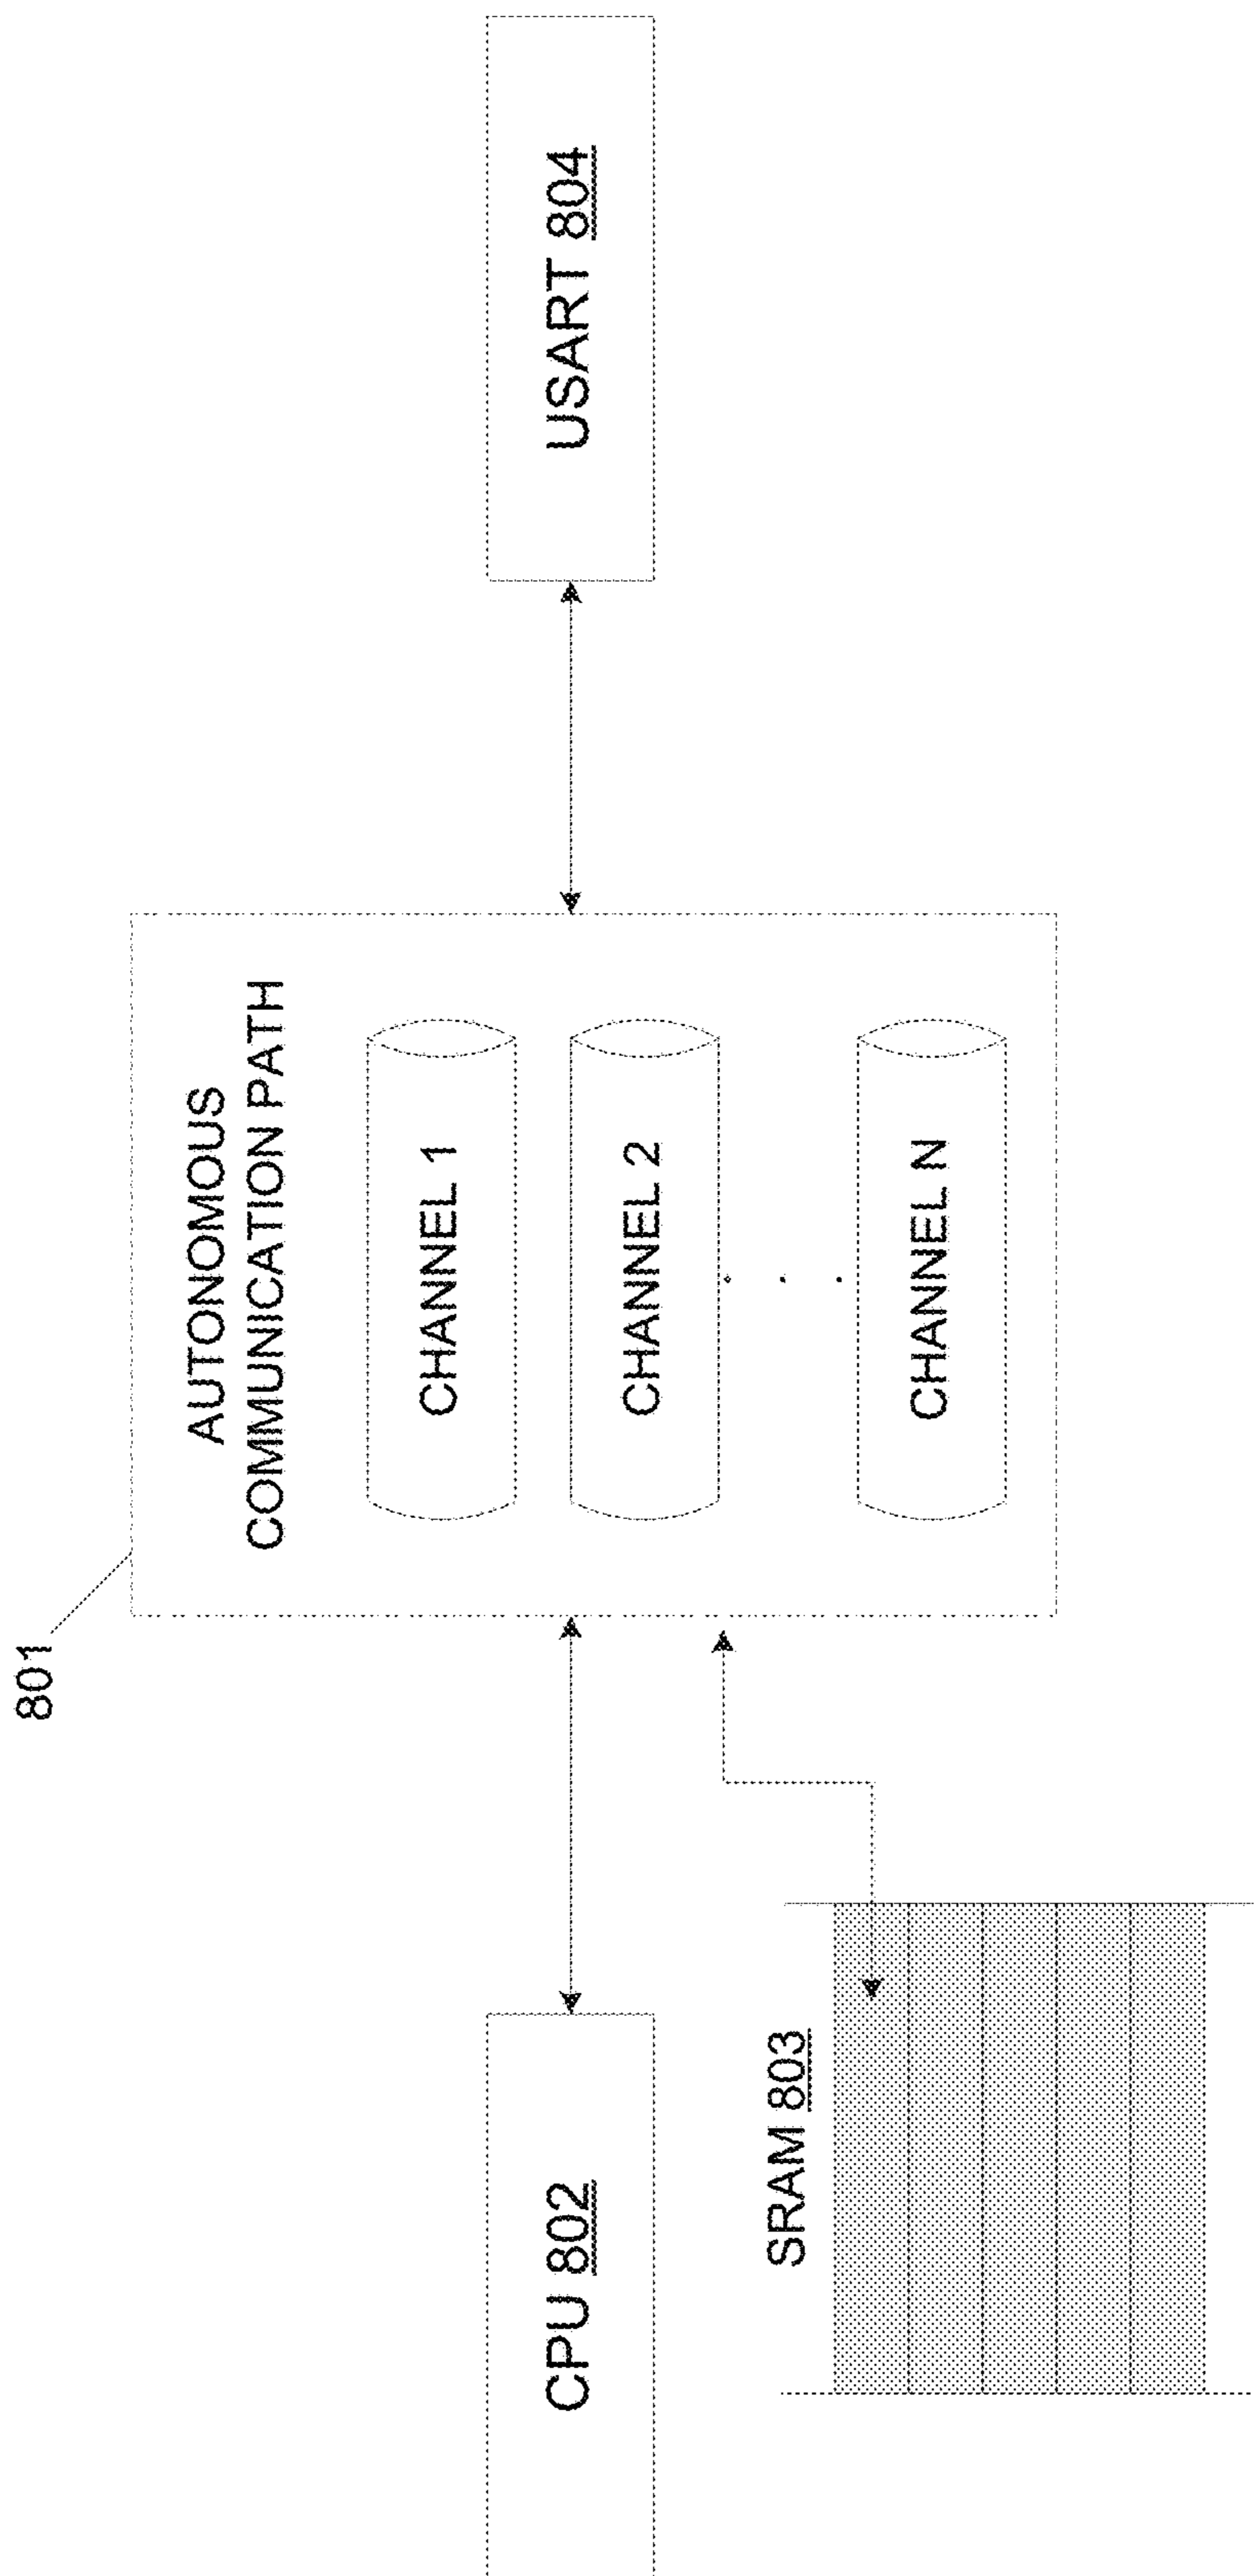 801
AUTONOMOUS
COMMUNICATION PATH
CHANNEL 1
CPU 802
CHANNEL 2
USART 804
SRAM 803
CHANNEL N